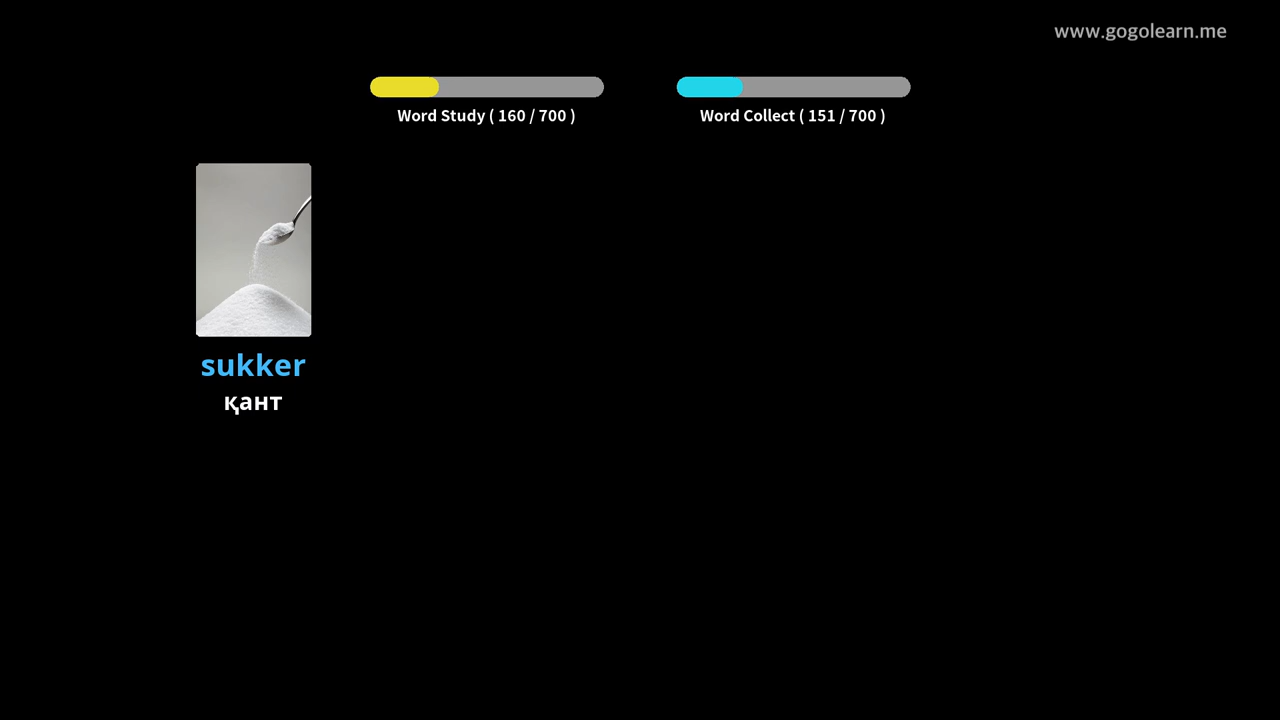 www.gogolearn.me
Word Study ( 160 / 700 )
Word Collect ( 151 / 700 )
sukker
қант